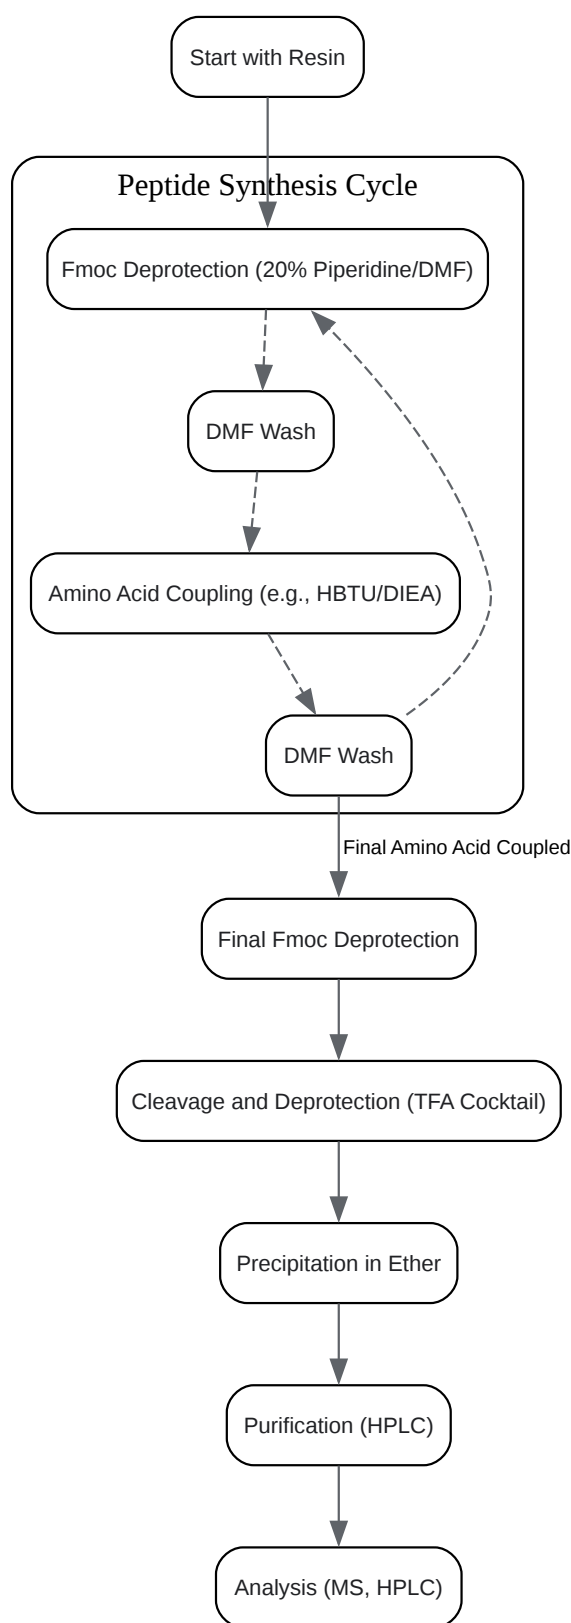 Start with Resin
Peptide Synthesis Cycle
Fmoc Deprotection (20% Piperidine/DMF)
DMF Wash
Amino Acid Coupling (e.g., HBTU/DIEA)
DMF Wash
Final Amino Acid Coupled
Final Fmoc Deprotection
Cleavage and Deprotection (TFA Cocktail)
Precipitation in Ether
Purification (HPLC)
Analysis (MS, HPLC)